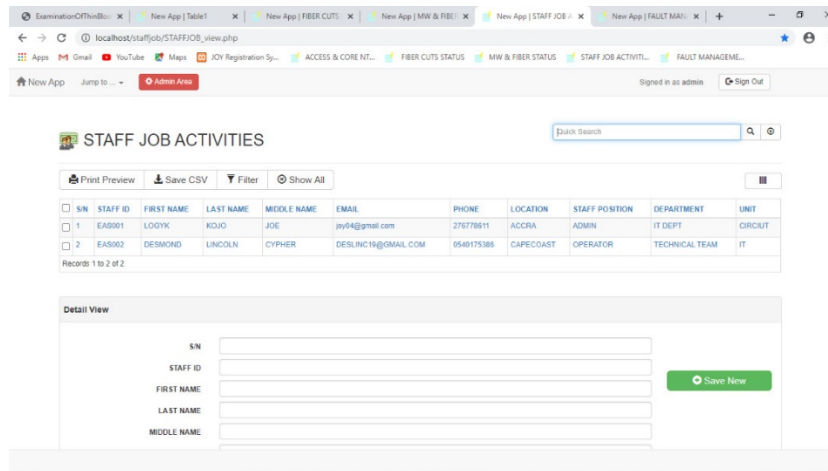 ExaminationOfThinBloc New App | Table1 New App | FIBER CUTS New App | MW & FIBER New App | STAFF JOB A New App | FAULT MAN
localhost/staffjob/STAFFJOB_view.php
Apps Gmail YouTube Maps JOY Registration Sy... ACCESS & CORE NT... FIBER CUTS STATUS MW & FIBER STATUS STAFF JOB ACTIVITI... FAULT MANAGEME...
New App Jump to ... Admin Area Signed in as admin Sign Out
STAFF JOB ACTIVITIES Quick Search
Print Preview Save CSV Filter Show All
S/N STAFF ID FIRST NAME LAST NAME MIDDLE NAME EMAIL PHONE LOCATION STAFF POSITION DEPARTMENT UNIT
1 EAS001 LOGYK KOJO JOE jay04@gmail.com 276778611 ACCRA ADMIN IT DEPT CIRCIUT
2 EAS002 DESMOND LINCOLN CYPHER DESLINC19@GMAIL.COM 0540175386 CAPECOAST OPERATOR TECHNICAL TEAM IT
Records 1 to 2 of 2
Detail View
S/N
STAFF ID
Save New
FIRST NAME
LAST NAME
MIDDLE NAME